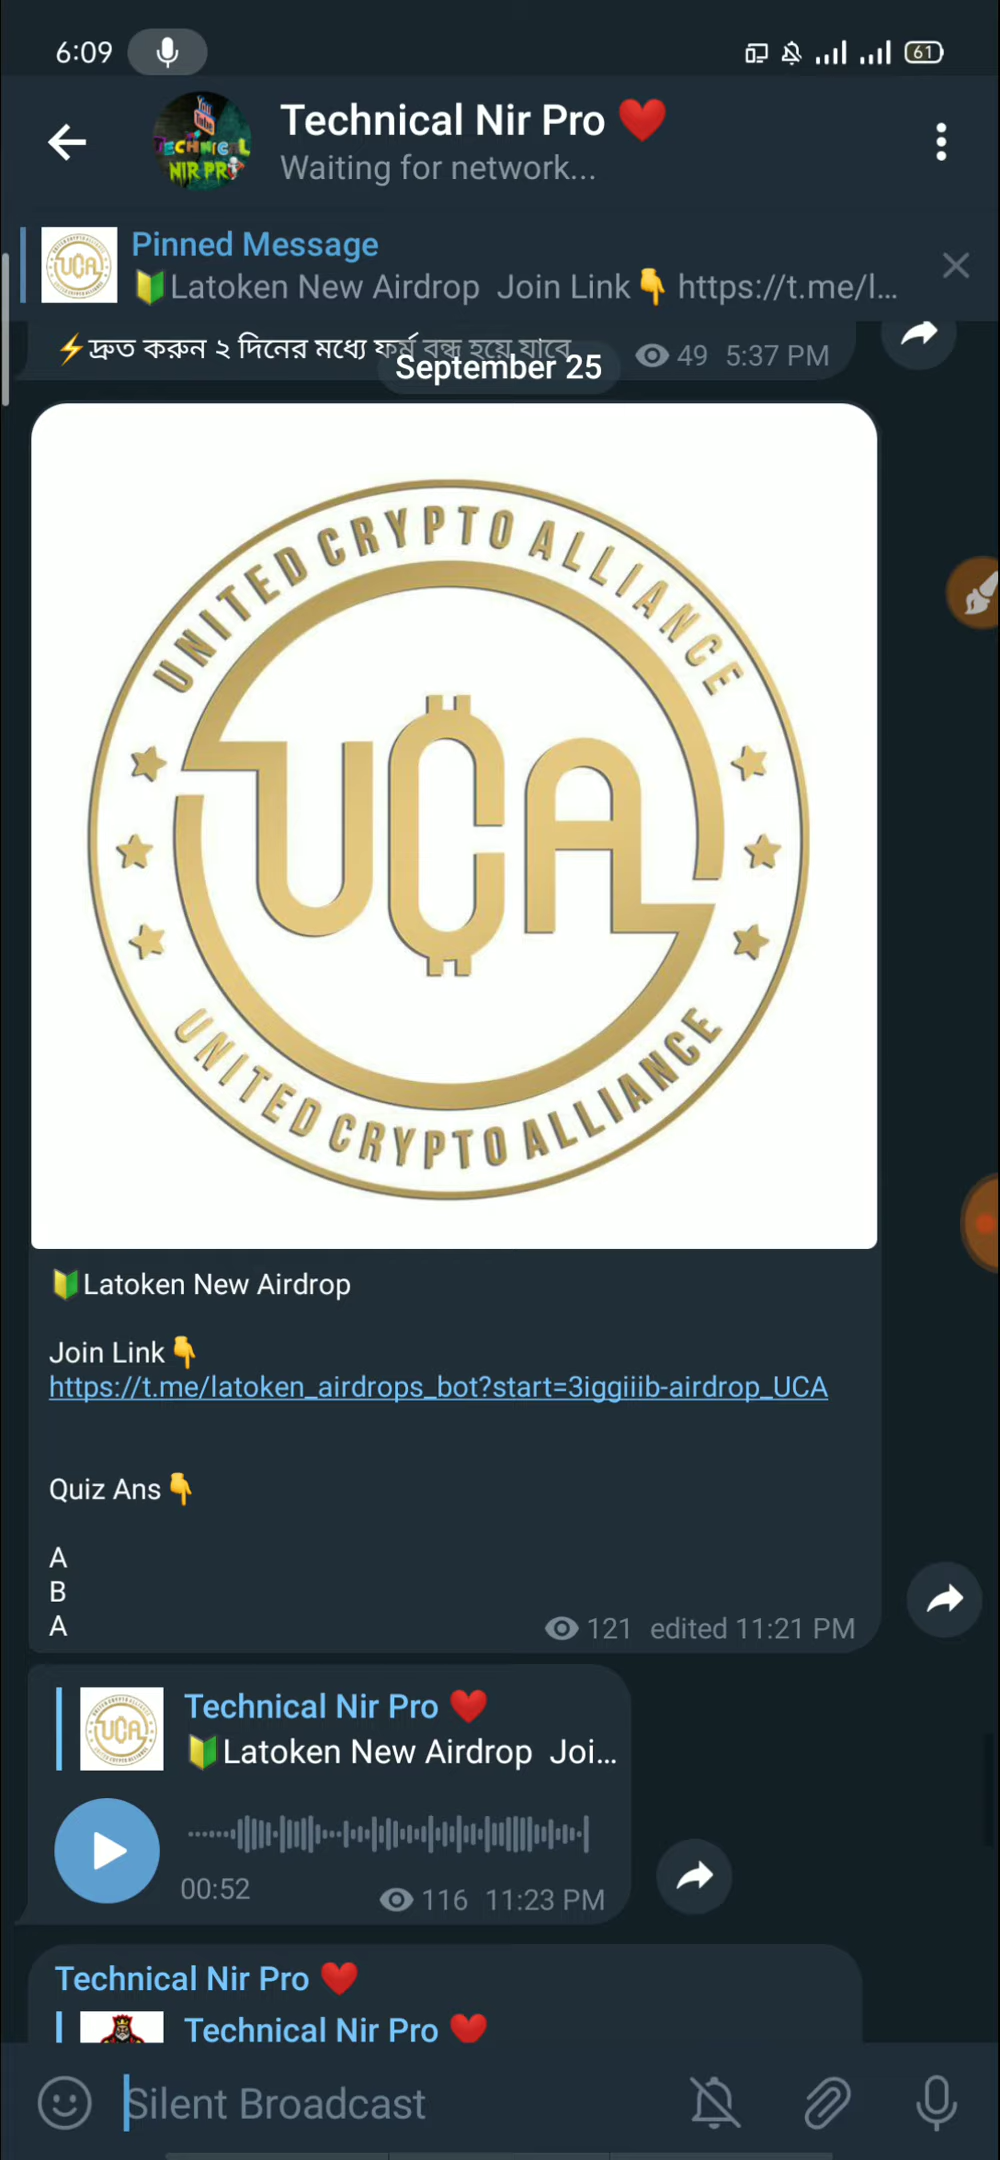 6:09
61
Technical Nir Pro ❤️
Waiting for network...
Pinned Message
🔰Latoken New Airdrop Join Link👇 https://t.me/l...
⚡দ্রুত করুন ২ দিনের মধ্যে ফর্ম বন্ধ হয়ে যাবে
49 5:37 PM
September 25
UNITED CRYPTO ALLIANCE
UCA
UNITED CRYPTO ALLIANCE
🔰Latoken New Airdrop
Join Link👇
https://t.me/latoken_airdrops_bot?start=3iggiiib-airdrop_UCA
Quiz Ans👇
A
B
A
121 edited 11:21 PM
Technical Nir Pro ❤️
🔰Latoken New Airdrop Joi...
00:52
116 11:23 PM
Technical Nir Pro ❤️
Technical Nir Pro ❤️
Silent Broadcast